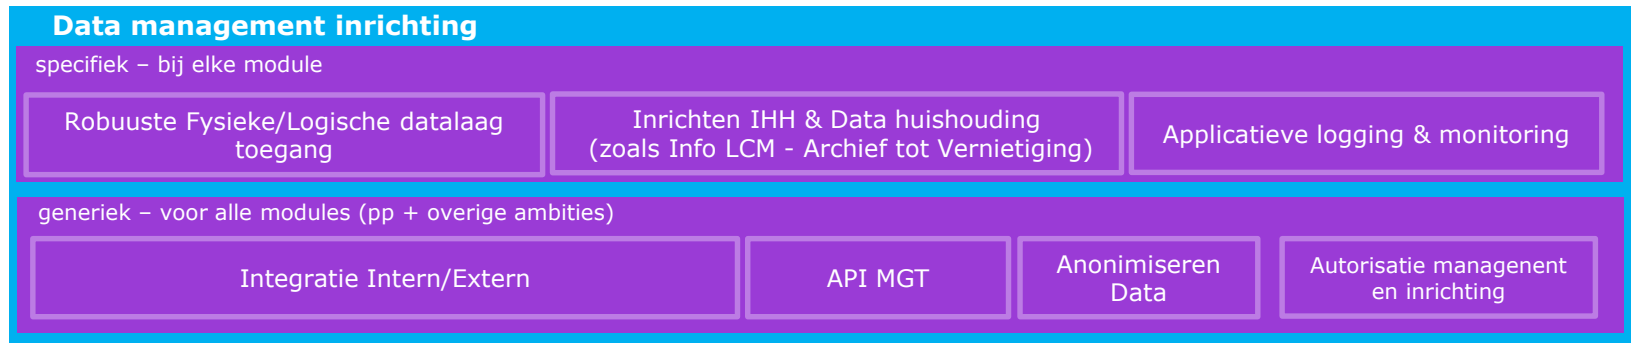 Data management inrichting
specifiek – bij elke module
Robuuste Fysieke/Logische datalaag
toegang
Inrichten IHH & Data huishouding
(zoals Info LCM - Archief tot Vernietiging)
Applicatieve logging & monitoring
generiek – voor alle modules (pp + overige ambities)
Integratie Intern/Extern
API MGT
Anonimiseren
Data
Autorisatie managenent
en inrichting